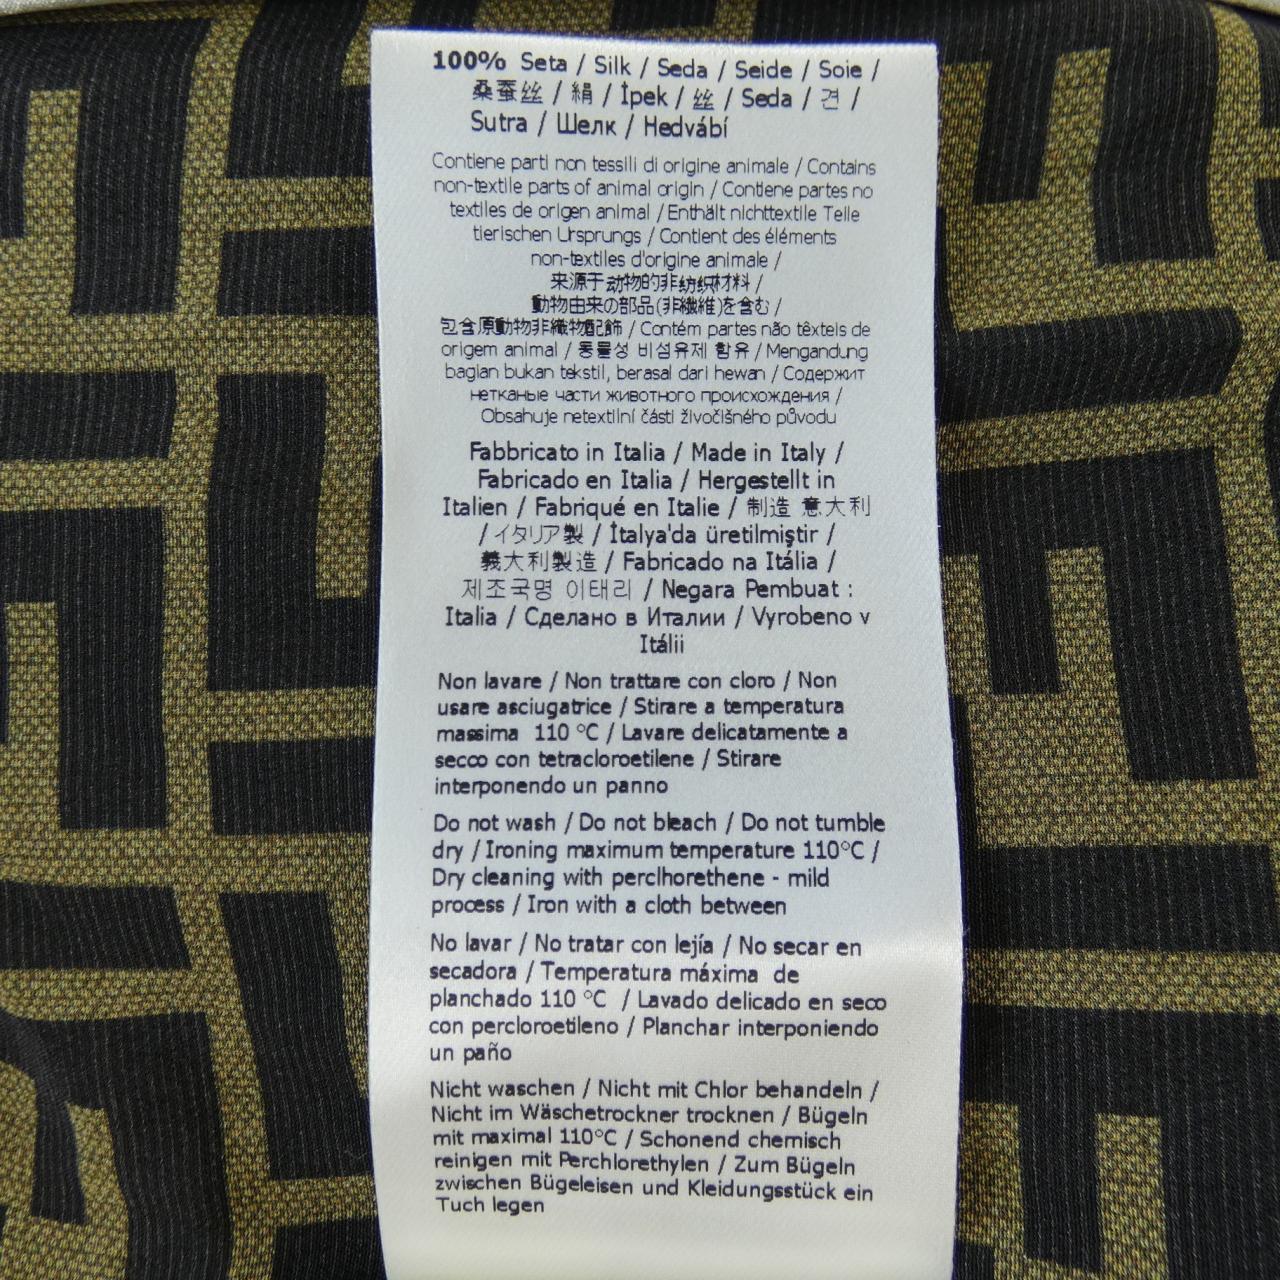 100% Seta / Silk / Seda / Seide / Soie /
桑蚕丝 / 絹 / İpek / 丝 / Seda / 견 /
Sutra / Шелк / Hedvábí
Contiene parti non tessili di origine animale / Contains
non-textile parts of animal origin / Contiene partes no
textiles de origen animal / Enthält nichttextile Teile
tierischen Ursprungs / Contient des éléments
non-textiles d'origine animale /
来源于动物的非纺织材料 /
動物由来の部品(非繊維)を含む /
包含原動物非織物配飾 / Contém partes não têxteis de
origem animal / 동물성 비섬유제 함유 / Mengandung
bagian bukan tekstil, berasal dari hewan / Содержит
нетканые части животного происхождения /
Obsahuje netextilní části živočišného původu
Fabbricato in Italia / Made in Italy /
Fabricado en Italia / Hergestellt in
Italien / Fabriqué en Italie / 制造 意大利
/ イタリア製 / İtalya'da üretilmiştir /
義大利製造 / Fabricado na Itália /
제조국명 이태리 / Negara Pembuat :
Italia / Сделано в Италии / Vyrobeno v
Itálii
Non lavare / Non trattare con cloro / Non
usare asciugatrice / Stirare a temperatura
massima 110 °C / Lavare delicatamente a
secco con tetracloroetilene / Stirare
interponendo un panno
Do not wash / Do not bleach / Do not tumble
dry / Ironing maximum temperature 110°C /
Dry cleaning with perclhorethene - mild
process / Iron with a cloth between
No lavar / No tratar con lejía / No secar en
secadora / Temperatura máxima de
planchado 110 °C / Lavado delicado en seco
con percloroetileno / Planchar interponiendo
un paño
Nicht waschen / Nicht mit Chlor behandeln /
Nicht im Wäschetrockner trocknen / Bügeln
mit maximal 110°C / Schonend chemisch
reinigen mit Perchlorethylen / Zum Bügeln
zwischen Bügeleisen und Kleidungsstück ein
Tuch legen